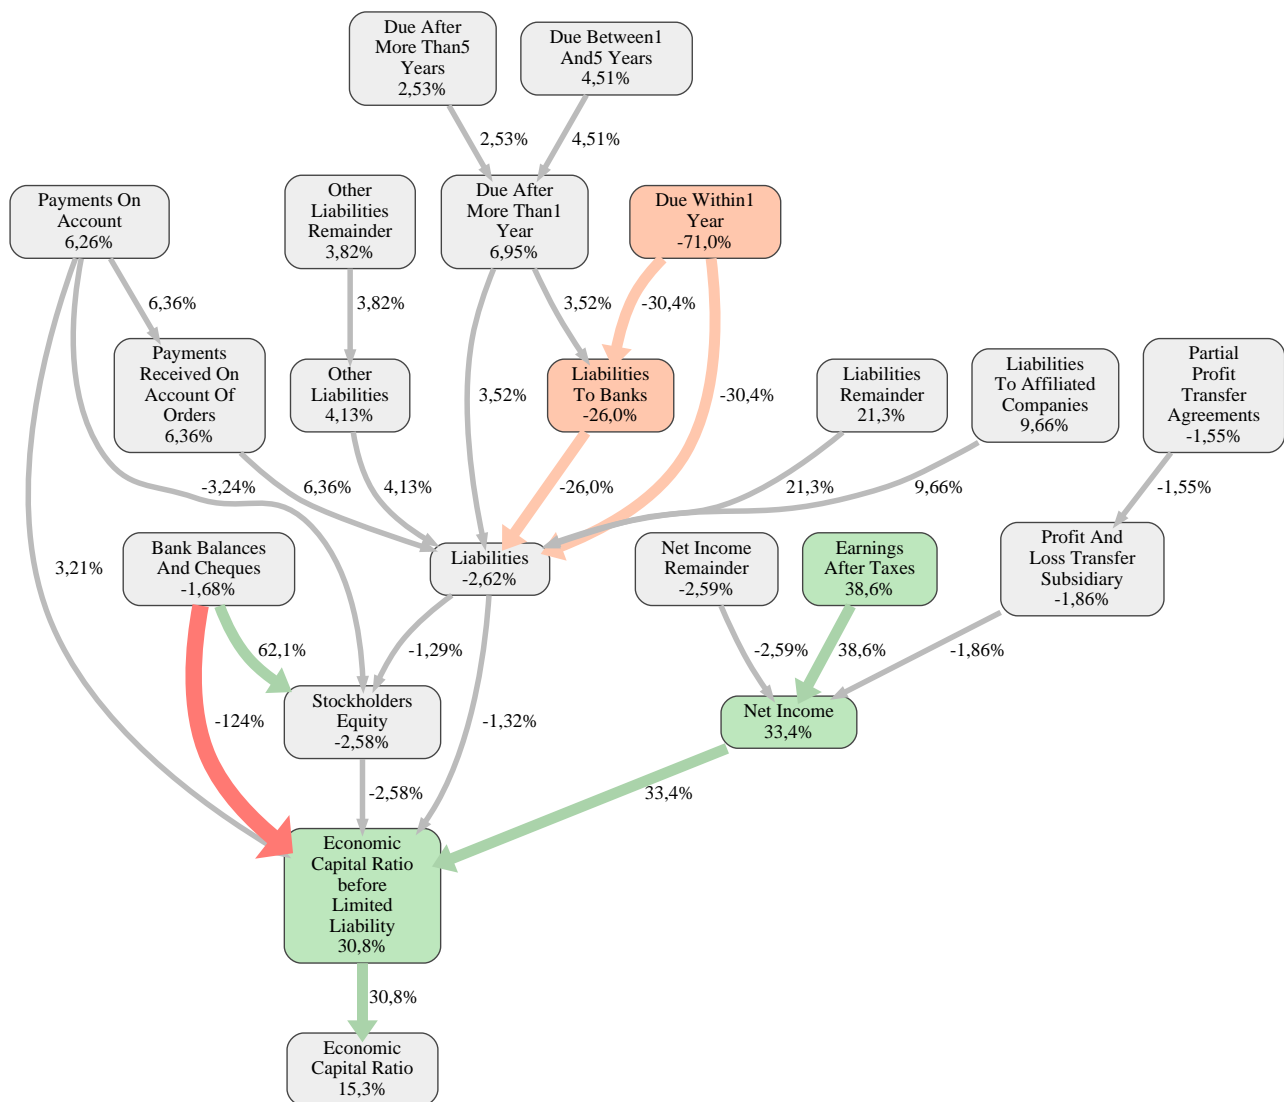 Due After
More Than5
Years
2,53%
Due Between1
And5 Years
4,51%
2,53%
4,51%
Payments On
Account
6,26%
Other
Liabilities
Remainder
3,82%
Due After
More Than1
Year
6,95%
Due Within1
Year
-71,0%
6,36%
3,82%
3,52%
-30,4%
Payments
Received On
Account Of
Orders
6,36%
Other
Liabilities
4,13%
3,52%
Liabilities
To Banks
-26,0%
-30,4%
Liabilities
Remainder
21,3%
Liabilities
To Affiliated
Companies
9,66%
Partial
Profit
Transfer
Agreements
-1,55%
-3,24%
6,36%
4,13%
-26,0%
21,3%
9,66%
-1,55%
Bank Balances
And Cheques
-1,68%
3,21%
Liabilities
-2,62%
Net Income
Remainder
-2,59%
Earnings
After Taxes
38,6%
Profit And
Loss Transfer
Subsidiary
-1,86%
62,1%
-1,29%
-2,59%
38,6%
-1,86%
-124%
Stockholders
Equity
-2,58%
-1,32%
Net Income
33,4%
-2,58%
33,4%
Economic
Capital Ratio
before
Limited
Liability
30,8%
30,8%
Economic
Capital Ratio
15,3%